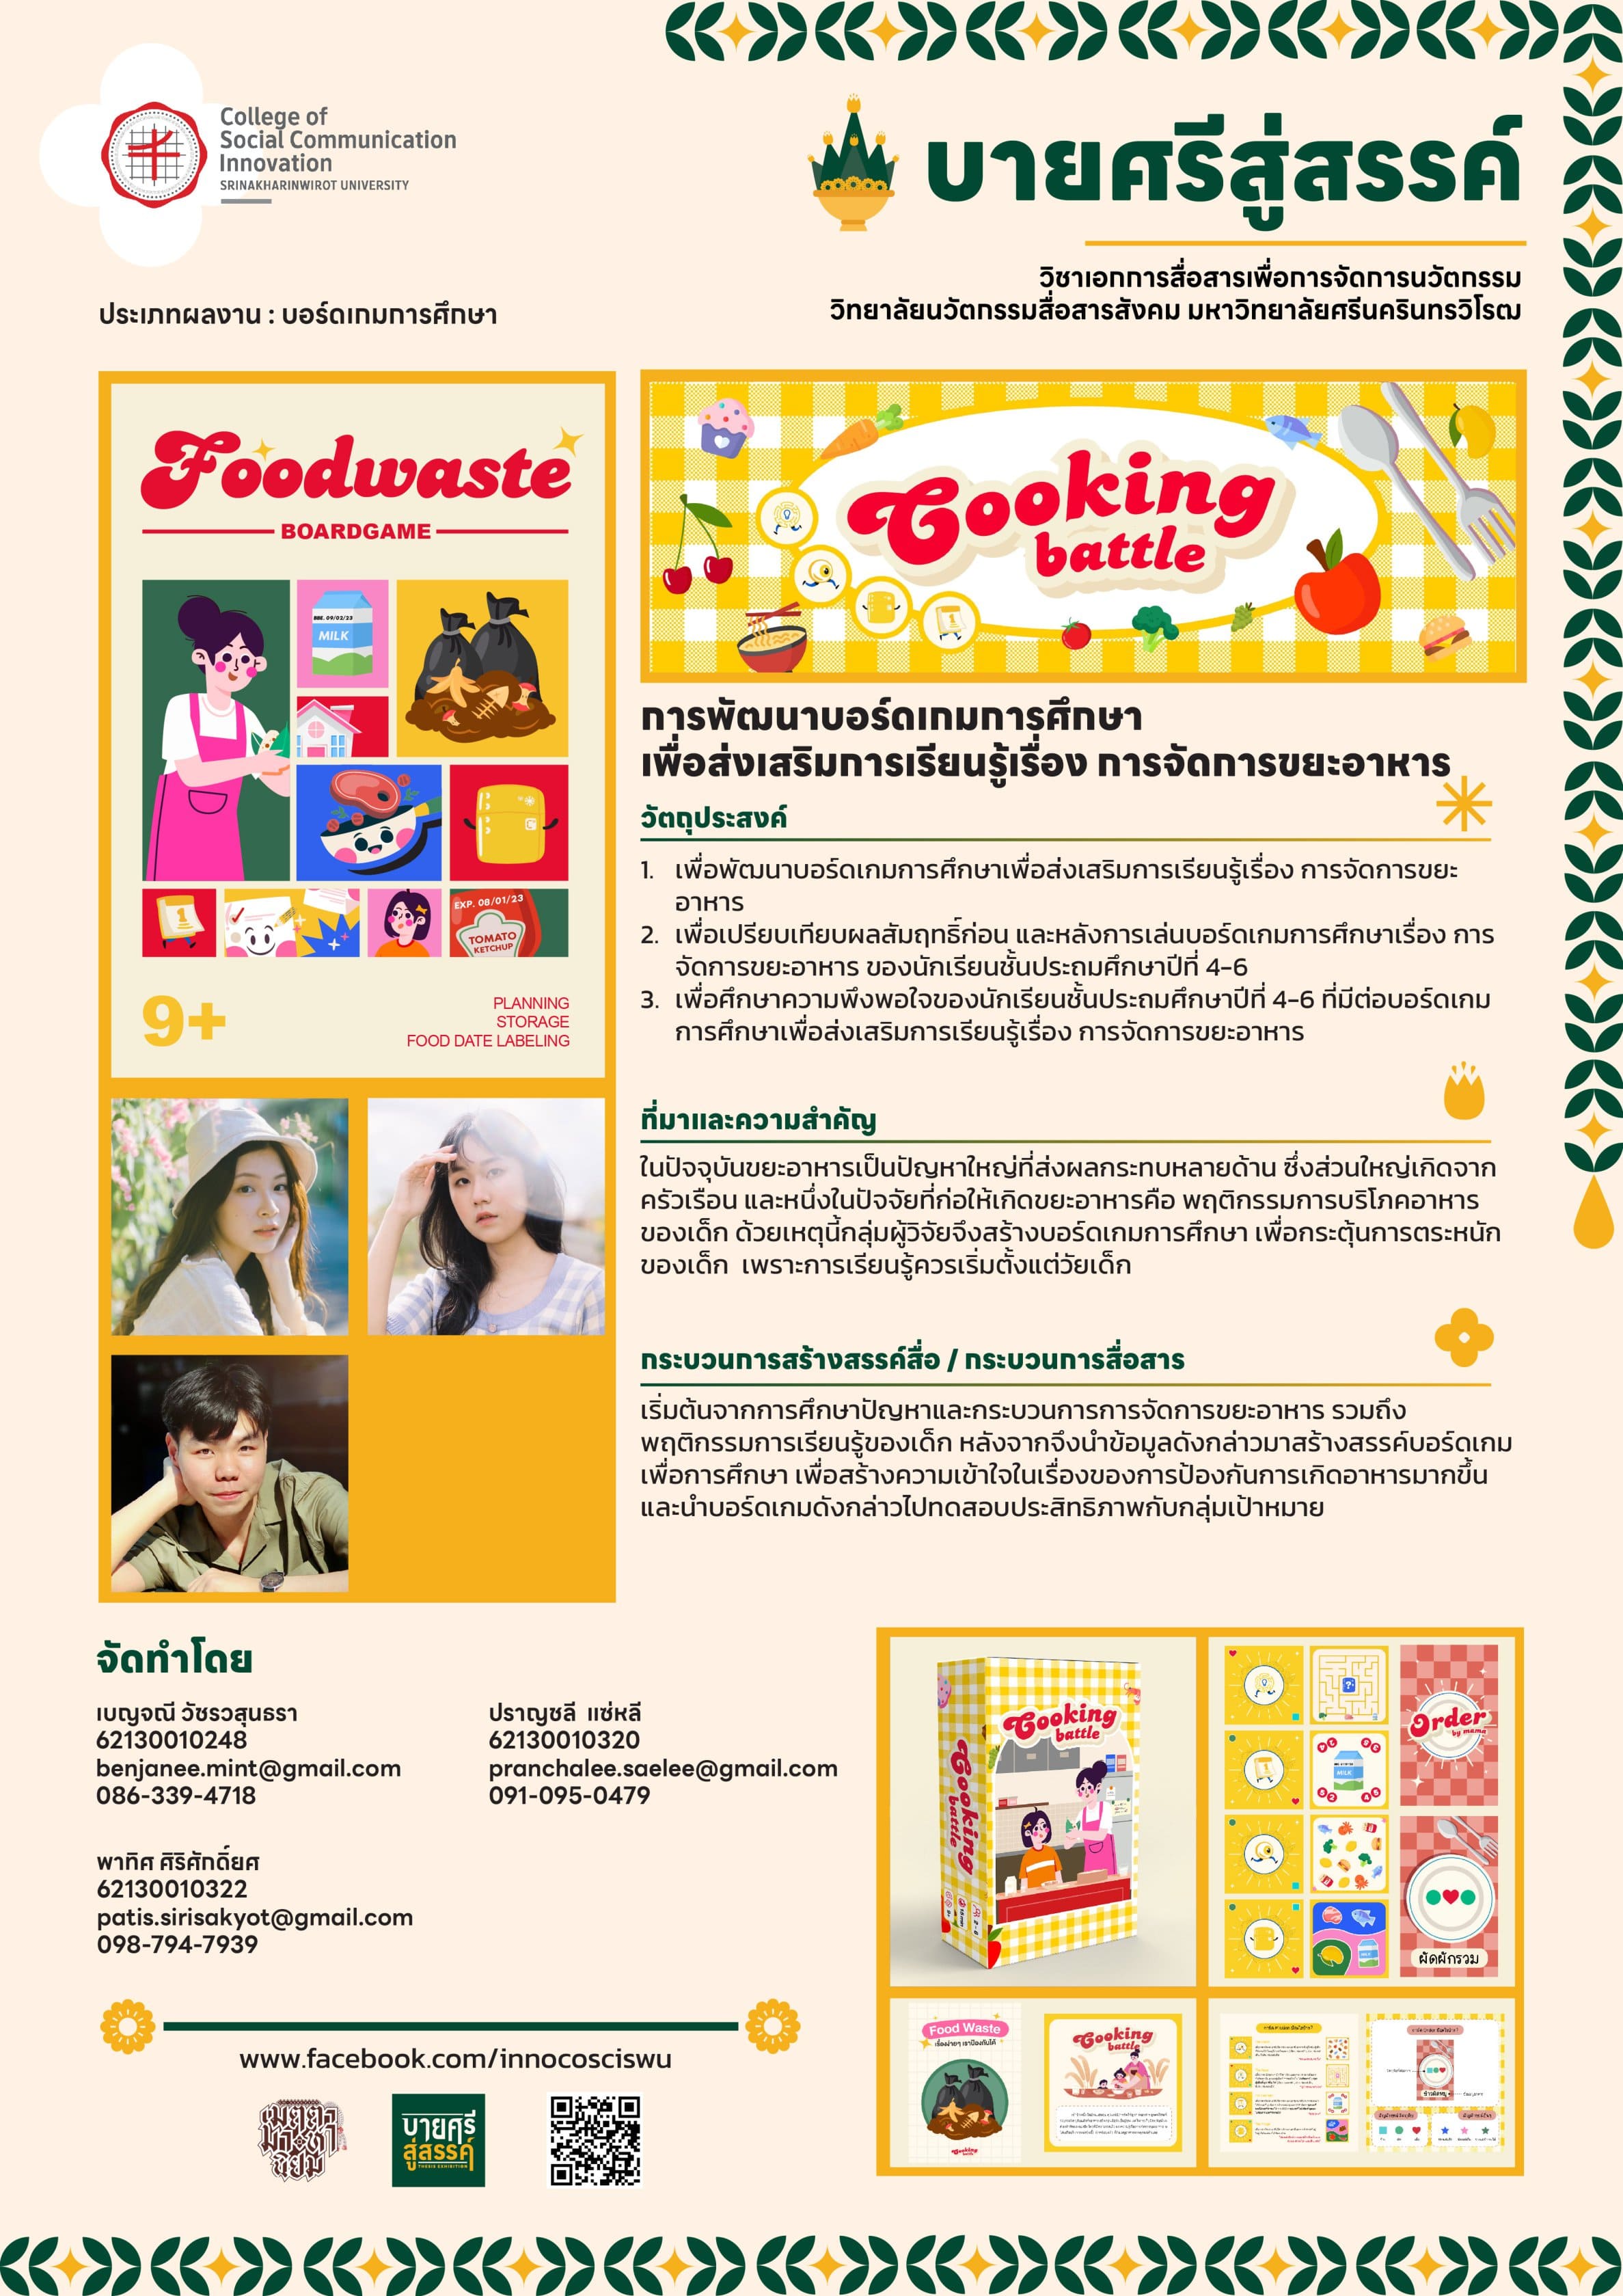 College of
Social Communication
Innovation
SRINAKHARINWIROT UNIVERSITY
บายศรีสู่สรรค์
วิชาเอกการสื่อสารเพื่อการจัดการนวัตกรรม
วิทยาลัยนวัตกรรมสื่อสารสังคม มหาวิทยาลัยศรีนครินทรวิโรฒ
ประเภทผลงาน : บอร์ดเกมการศึกษา
Foodwaste
BOARDGAME
BBE. 09/02/23
MILK
1
EXP. 08/01/23
TOMATO
KETCHUP
9+
PLANNING
STORAGE
FOOD DATE LABELING
Cooking
battle
1
การพัฒนาบอร์ดเกมการศึกษา
เพื่อส่งเสริมการเรียนรู้เรื่อง การจัดการขยะอาหาร
วัตถุประสงค์
1. เพื่อพัฒนาบอร์ดเกมการศึกษาเพื่อส่งเสริมการเรียนรู้เรื่อง การจัดการขยะ
อาหาร
2. เพื่อเปรียบเทียบผลสัมฤทธิ์ก่อน และหลังการเล่นบอร์ดเกมการศึกษาเรื่อง การ
จัดการขยะอาหาร ของนักเรียนชั้นประถมศึกษาปีที่ 4-6
3. เพื่อศึกษาความพึงพอใจของนักเรียนชั้นประถมศึกษาปีที่ 4-6 ที่มีต่อบอร์ดเกม
การศึกษาเพื่อส่งเสริมการเรียนรู้เรื่อง การจัดการขยะอาหาร
ที่มาและความสำคัญ
ในปัจจุบันขยะอาหารเป็นปัญหาใหญ่ที่ส่งผลกระทบหลายด้าน ซึ่งส่วนใหญ่เกิดจาก
ครัวเรือน และหนึ่งในปัจจัยที่ก่อให้เกิดขยะอาหารคือ พฤติกรรมการบริโภคอาหาร
ของเด็ก ด้วยเหตุนี้กลุ่มผู้วิจัยจึงสร้างบอร์ดเกมการศึกษา เพื่อกระตุ้นการตระหนัก
ของเด็ก เพราะการเรียนรู้ควรเริ่มตั้งแต่วัยเด็ก
กระบวนการสร้างสรรค์สื่อ / กระบวนการสื่อสาร
เริ่มต้นจากการศึกษาปัญหาและกระบวนการการจัดการขยะอาหาร รวมถึง
พฤติกรรมการเรียนรู้ของเด็ก หลังจากจึงนำข้อมูลดังกล่าวมาสร้างสรรค์บอร์ดเกม
เพื่อการศึกษา เพื่อสร้างความเข้าใจในเรื่องของการป้องกันการเกิดอาหารมากขึ้น
และนำบอร์ดเกมดังกล่าวไปทดสอบประสิทธิภาพกับกลุ่มเป้าหมาย
จัดทำโดย
เบญจณี วัชรวสุนธรา
62130010248
benjanee.mint@gmail.com
086-339-4718
ปราญชลี แซ่หลี
62130010320
pranchalee.saelee@gmail.com
091-095-0479
พาทิศ ศิริศักดิ์ยศ
62130010322
patis.sirisakyot@gmail.com
098-794-7939
www.facebook.com/innocosciswu
บายศรี
สู่สรรค์
THESIS EXHIBITION
Cooking
battle
Cooking
battle
Order
by mama
MILK
ผัดผักรวม
Food Waste
เรื่องง่ายๆ เราป้องกันได้
Cooking
battle
Cooking
battle